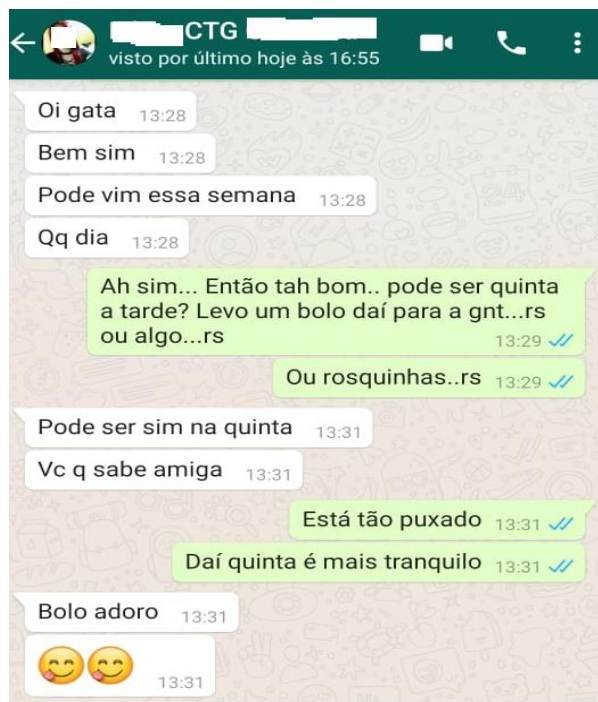 CTG
visto por último hoje às 16:55
Oi gata 13:28
Bem sim 13:28
Pode vim essa semana 13:28
Qq dia 13:28
Ah sim... Então tah bom.. pode ser quinta
a tarde? Levo um bolo daí para a gnt...rs
ou algo...rs 13:29
Ou rosquinhas..rs 13:29
Pode ser sim na quinta 13:31
Vc q sabe amiga 13:31
Está tão puxado 13:31
Daí quinta é mais tranquilo 13:31
Bolo adoro 13:31
😋😋 13:31